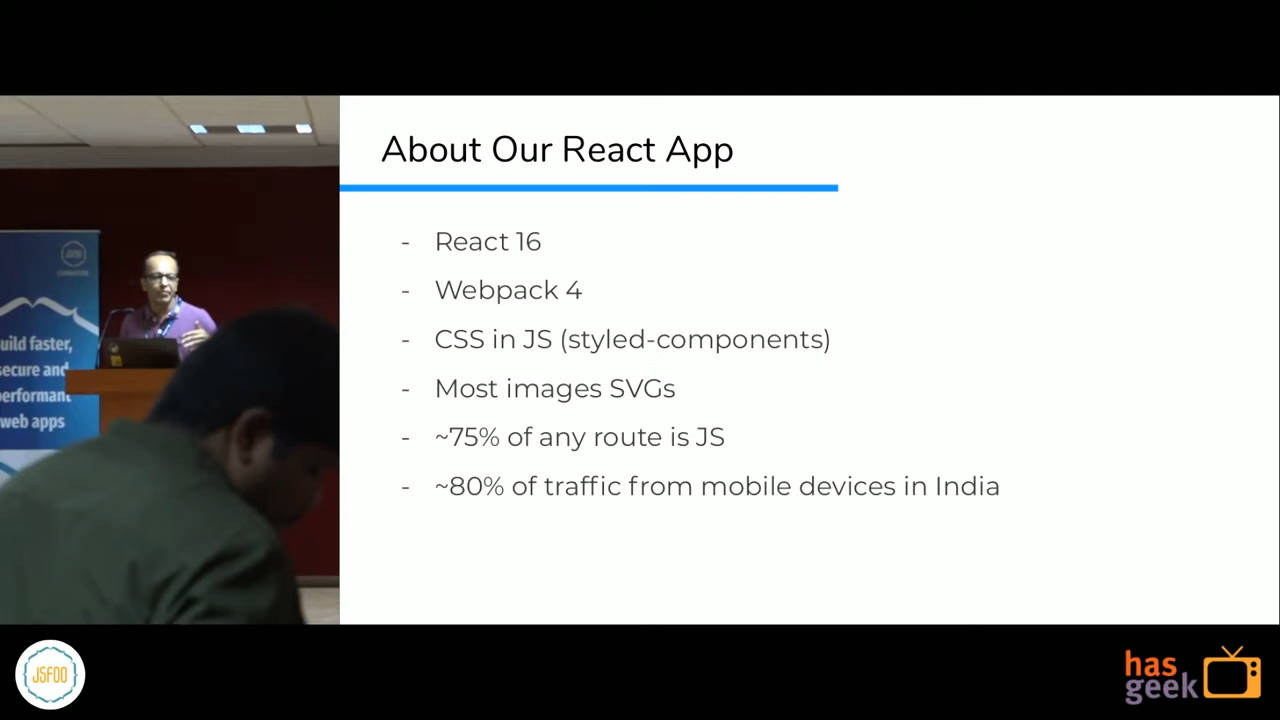 About Our React App
- React 16
- Webpack 4
- CSS in JS (styled-components)
- Most images SVGs
- ~75% of any route is JS
- ~80% of traffic from mobile devices in India
JSFOO
uild faster,
secure and
performant
web apps
JSFOO
has
geek